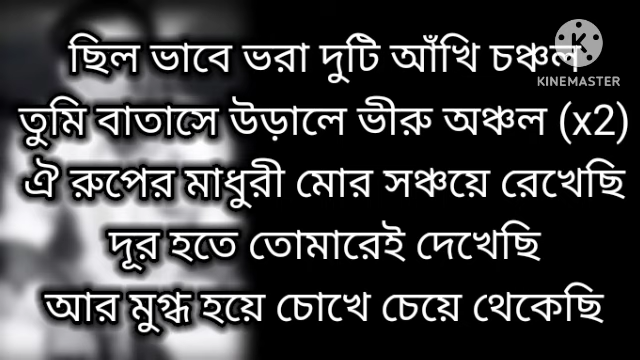 ছিল ভাবে ভরা দুটি আঁখি চঞ্চল
KINEMASTER
তুমি বাতাসে উড়ালে ভীরু অঞ্চল (x2)
ঐ রুপের মাধুরী মোর সঞ্চয়ে রেখেছি
দূর হতে তোমারেই দেখেছি
আর মুগ্ধ হয়ে চোখে চেয়ে থেকেছি